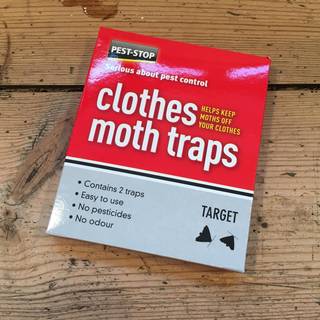 PEST-STOP
serious about pest control
clothes
moth traps
HELPS KEEP
MOTHS OFF
YOUR CLOTHES
• Contains 2 traps
• Easy to use
• No pesticides
• No odour
TARGET